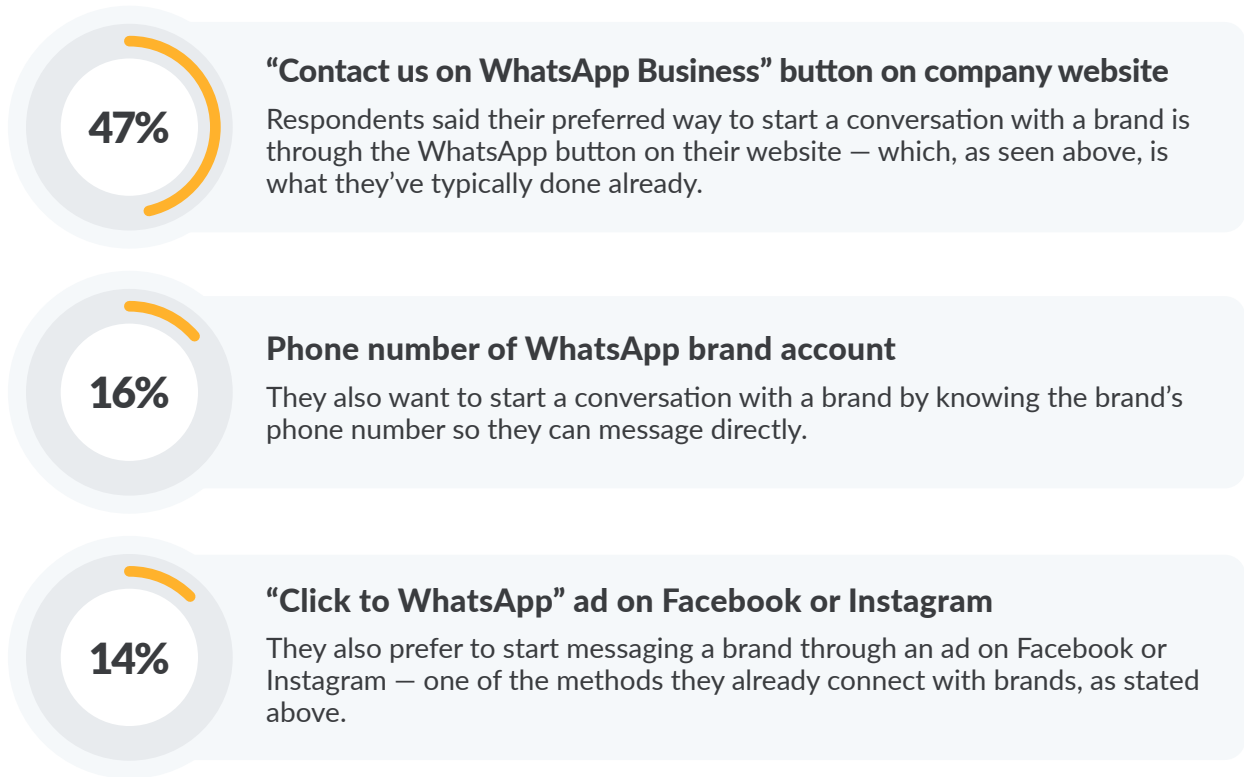 47%
“Contact us on WhatsApp Business” button on company website
Respondents said their preferred way to start a conversation with a brand is
through the WhatsApp button on their website — which, as seen above, is
what they’ve typically done already.
16%
Phone number of WhatsApp brand account
They also want to start a conversation with a brand by knowing the brand’s
phone number so they can message directly.
14%
“Click to WhatsApp” ad on Facebook or Instagram
They also prefer to start messaging a brand through an ad on Facebook or
Instagram — one of the methods they already connect with brands, as stated
above.